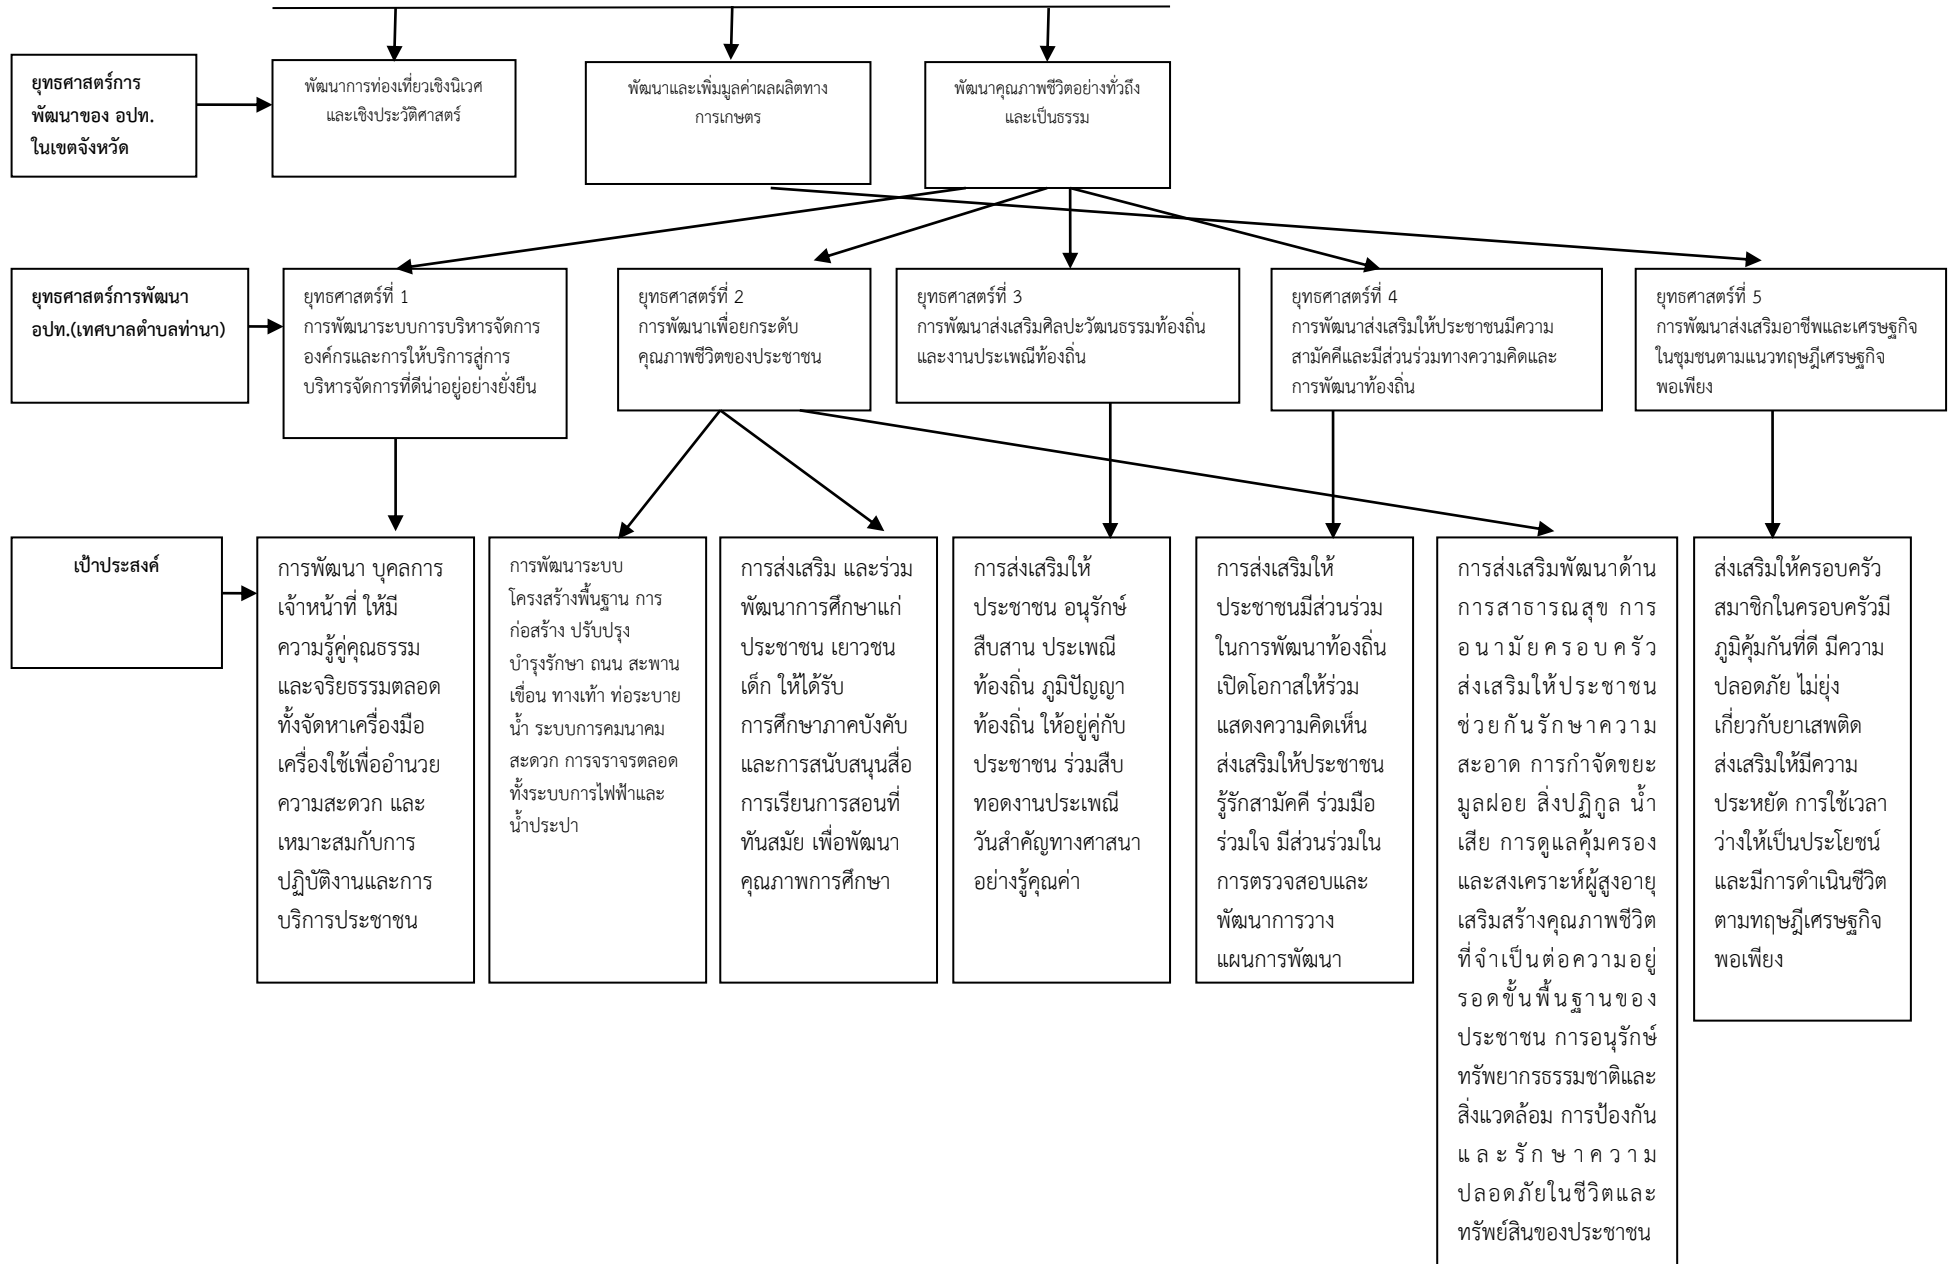 ยุทธศาสตร์การ
พัฒนาของ อปท.
ในเขตจังหวัด
พัฒนาการท่องเที่ยวเชิงนิเวศ
และเชิงประวัติศาสตร์
พัฒนาและเพิ่มมูลค่าผลผลิตทาง
การเกษตร
พัฒนาคุณภาพชีวิตอย่างทั่วถึง
และเป็นธรรม
ยุทธศาสตร์การพัฒนา
อปท.(เทศบาลตำบลท่านา)
ยุทธศาสตร์ที่ 1
การพัฒนาระบบการบริหารจัดการ
องค์กรและการให้บริการสู่การ
บริหารจัดการที่ดีน่าอยู่อย่างยั่งยืน
ยุทธศาสตร์ที่ 2
การพัฒนาเพื่อยกระดับ
คุณภาพชีวิตของประชาชน
ยุทธศาสตร์ที่ 3
การพัฒนาส่งเสริมศิลปะวัฒนธรรมท้องถิ่น
และงานประเพณีท้องถิ่น
ยุทธศาสตร์ที่ 4
การพัฒนาส่งเสริมให้ประชาชนมีความ
สามัคคีและมีส่วนร่วมทางความคิดและ
การพัฒนาท้องถิ่น
ยุทธศาสตร์ที่ 5
การพัฒนาส่งเสริมอาชีพและเศรษฐกิจ
ในชุมชนตามแนวทฤษฎีเศรษฐกิจ
พอเพียง
เป้าประสงค์
การพัฒนา บุคลการ
เจ้าหน้าที่ ให้มี
ความรู้คู่คุณธรรม
และจริยธรรมตลอด
ทั้งจัดหาเครื่องมือ
เครื่องใช้เพื่ออำนวย
ความสะดวก และ
เหมาะสมกับการ
ปฏิบัติงานและการ
บริการประชาชน
การพัฒนาระบบ
โครงสร้างพื้นฐาน การ
ก่อสร้าง ปรับปรุง
บำรุงรักษา ถนน สะพาน
เขื่อน ทางเท้า ท่อระบาย
น้ำ ระบบการคมนาคม
สะดวก การจราจรตลอด
ทั้งระบบการไฟฟ้าและ
น้ำประปา
การส่งเสริม และร่วม
พัฒนาการศึกษาแก่
ประชาชน เยาวชน
เด็ก ให้ได้รับ
การศึกษาภาคบังคับ
และการสนับสนุนสื่อ
การเรียนการสอนที่
ทันสมัย เพื่อพัฒนา
คุณภาพการศึกษา
การส่งเสริมให้
ประชาชน อนุรักษ์
สืบสาน ประเพณี
ท้องถิ่น ภูมิปัญญา
ท้องถิ่น ให้อยู่คู่กับ
ประชาชน ร่วมสืบ
ทอดงานประเพณี
วันสำคัญทางศาสนา
อย่างรู้คุณค่า
การส่งเสริมให้
ประชาชนมีส่วนร่วม
ในการพัฒนาท้องถิ่น
เปิดโอกาสให้ร่วม
แสดงความคิดเห็น
ส่งเสริมให้ประชาชน
รู้รักสามัคคี ร่วมมือ
ร่วมใจ มีส่วนร่วมใน
การตรวจสอบและ
พัฒนาการวาง
แผนการพัฒนา
การส่งเสริมพัฒนาด้าน
การสาธารณสุข การ
อนามัยครอบครัว
ส่งเสริมให้ประชาชน
ช่วยกันรักษาความ
สะอาด การกำจัดขยะ
มูลฝอย สิ่งปฏิกูล น้ำ
เสีย การดูแลคุ้มครอง
และสงเคราะห์ผู้สูงอายุ
เสริมสร้างคุณภาพชีวิต
ที่จำเป็นต่อความอยู่
รอดขั้นพื้นฐานของ
ประชาชน การอนุรักษ์
ทรัพยากรธรรมชาติและ
สิ่งแวดล้อม การป้องกัน
และรักษาความ
ปลอดภัยในชีวิตและ
ทรัพย์สินของประชาชน
ส่งเสริมให้ครอบครัว
สมาชิกในครอบครัวมี
ภูมิคุ้มกันที่ดี มีความ
ปลอดภัย ไม่ยุ่ง
เกี่ยวกับยาเสพติด
ส่งเสริมให้มีความ
ประหยัด การใช้เวลา
ว่างให้เป็นประโยชน์
และมีการดำเนินชีวิต
ตามทฤษฎีเศรษฐกิจ
พอเพียง